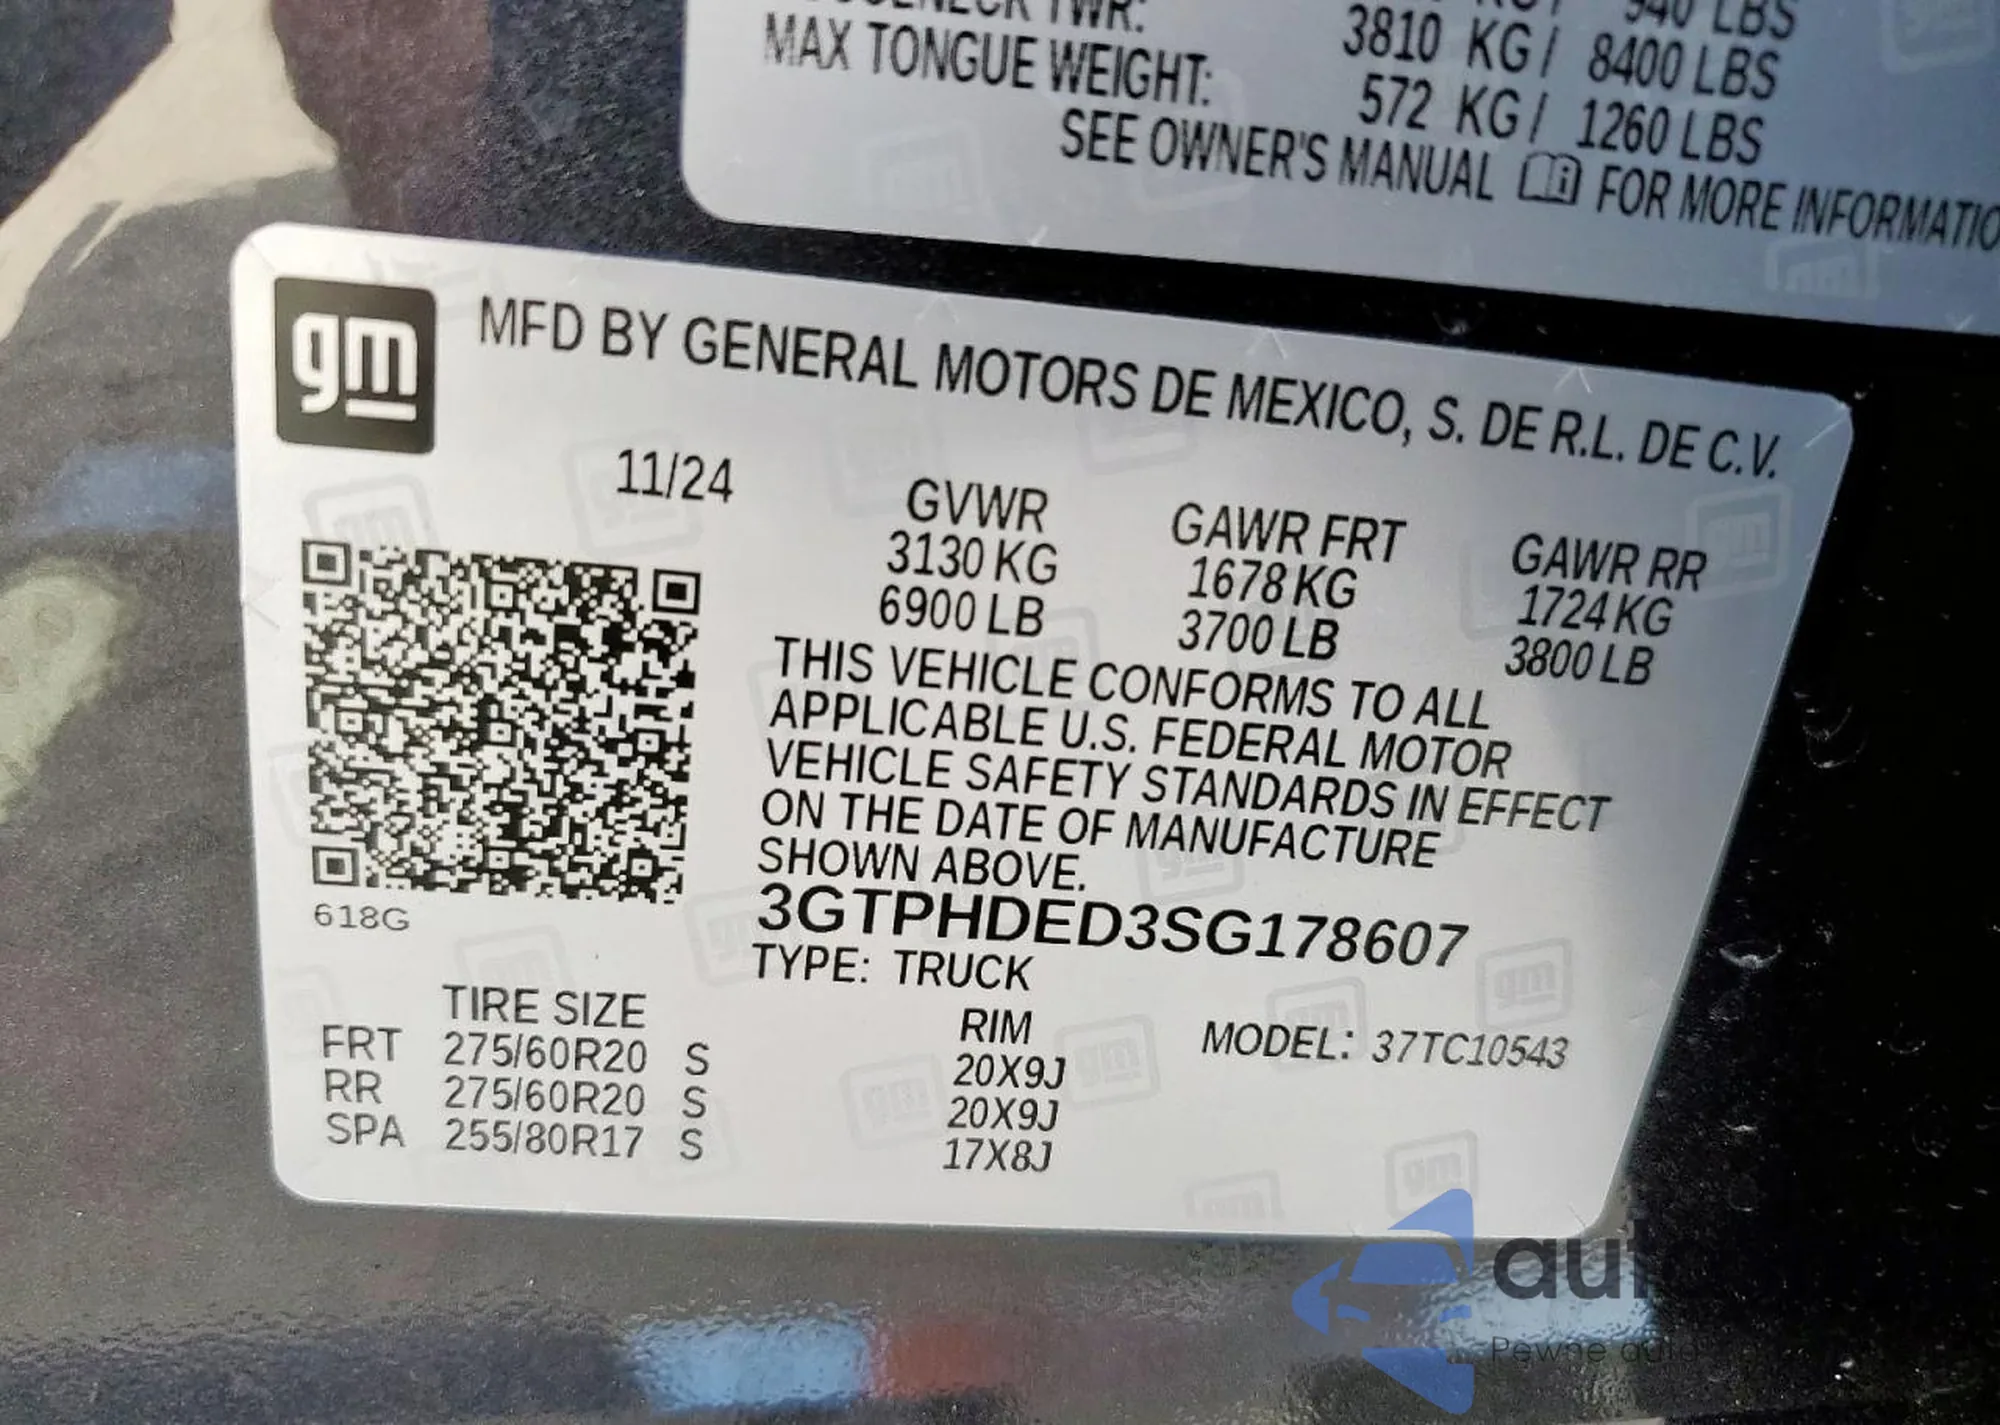 TWR:
940 LBS
3810 KG/ 8400 LBS
MAX TONGUE WEIGHT: 572 KG/ 1260 LBS
SEE OWNER'S MANUAL FOR MORE INFORMATIO
gm
MFD BY GENERAL MOTORS DE MEXICO, S. DE R.L. DE C.V.
11/24
GVWR GAWR FRT GAWR RR
3130 KG 1678 KG 1724 KG
6900 LB 3700 LB 3800 LB
THIS VEHICLE CONFORMS TO ALL
APPLICABLE U.S. FEDERAL MOTOR
VEHICLE SAFETY STANDARDS IN EFFECT
ON THE DATE OF MANUFACTURE
SHOWN ABOVE.
3GTPHDED3SG178607
618G
TYPE: TRUCK
TIRE SIZE RIM MODEL: 37TC10543
FRT 275/60R20 S 20X9J
RR 275/60R20 S 20X9J
SPA 255/80R17 S 17X8J
Pewne